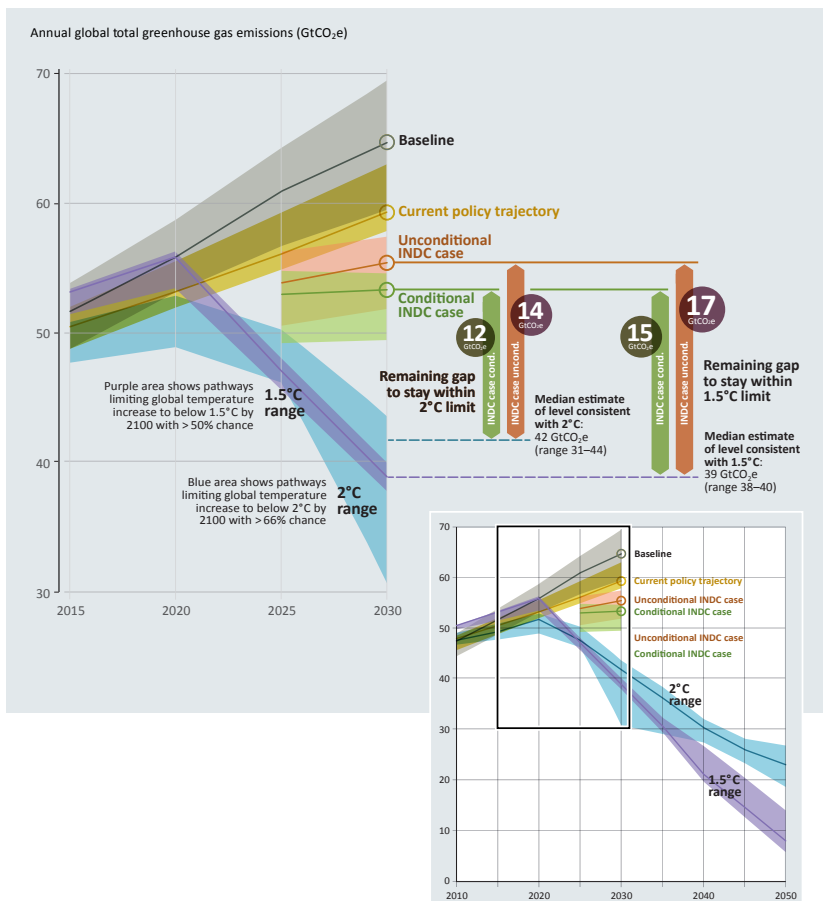 Annual global total greenhouse gas emissions (GtCO₂e)
70
60
50
40
30
2015
2020
2025
2030
Baseline
Current policy trajectory
Unconditional
INDC case
Conditional
INDC case
12
GtCO₂e
14
GtCO₂e
15
GtCO₂e
17
GtCO₂e
INDC case cond.
INDC case uncond.
INDC case cond.
INDC case uncond.
Remaining gap
to stay within
2°C limit
Remaining gap
to stay within
1.5°C limit
Median estimate
of level consistent
with 2°C:
42 GtCO₂e
(range 31–44)
Median estimate
of level consistent
with 1.5°C:
39 GtCO₂e
(range 38–40)
Purple area shows pathways
limiting global temperature
increase to below 1.5°C by
2100 with >50% chance
1.5°C
range
Blue area shows pathways
limiting global temperature
increase to below 2°C by
2100 with >66% chance
2°C
range
70
60
50
40
30
20
10
0
2010
2020
2030
2040
2050
Baseline
Current policy trajectory
Unconditional INDC case
Conditional INDC case
Unconditional INDC case
Conditional INDC case
2°C
range
1.5°C
range